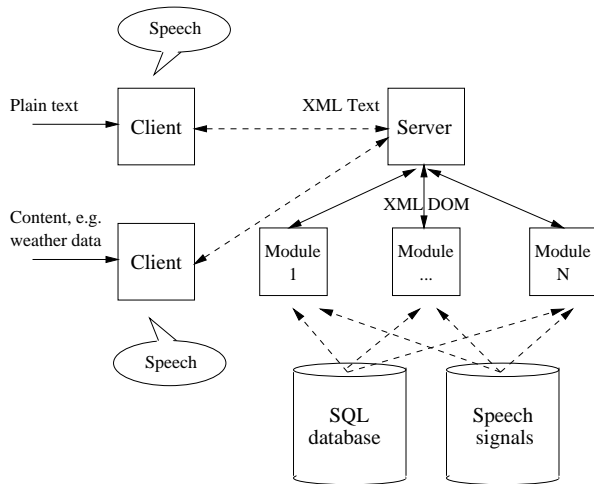 Speech
Plain text
Client
XML Text
Server
XML DOM
Content, e.g.
weather data
Client
Module
1
Module
...
Module
N
Speech
SQL
database
Speech
signals